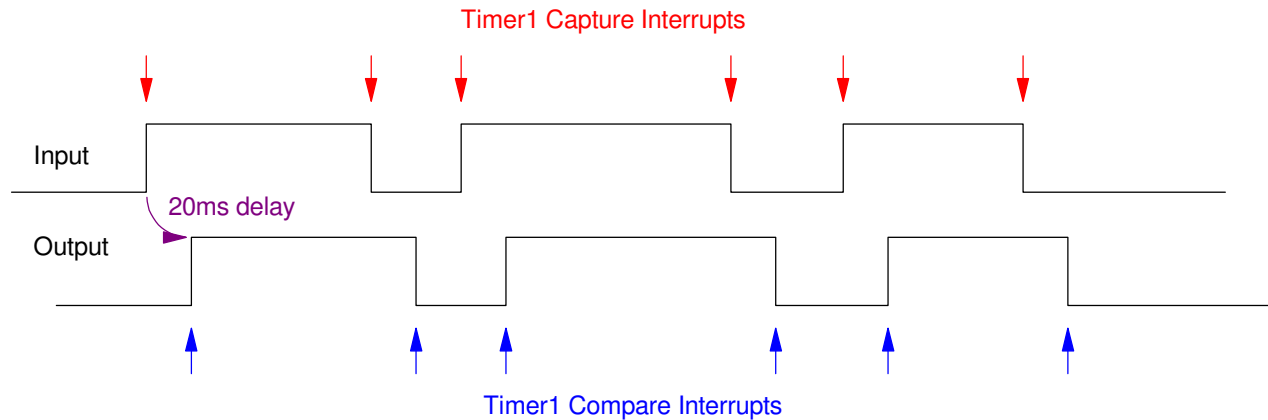 Timer1 Capture Interrupts
Input
20ms delay
Output
Timer1 Compare Interrupts